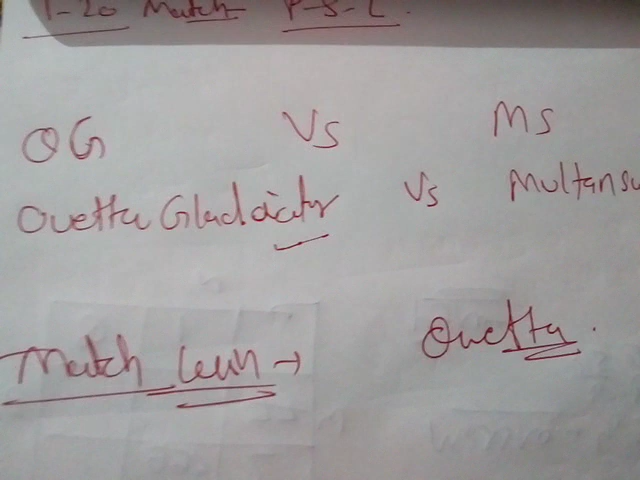 T-20 Match P-S-L.
QG Vs MS
Quetta Gladiator Vs Multansu
Match Win → Quetta.